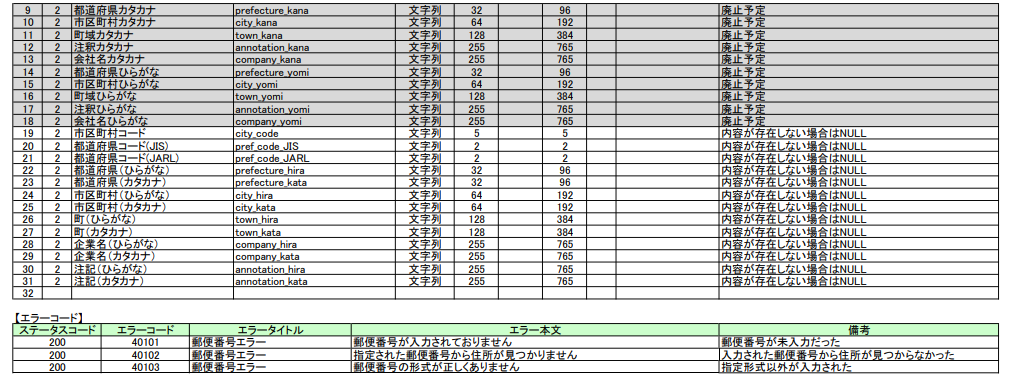 9 2 都道府県カタカナ prefecture_kana 文字列 32 96 廃止予定
10 2 市区町村カタカナ city_kana 文字列 64 192 廃止予定
11 2 町域カタカナ town_kana 文字列 128 384 廃止予定
12 2 注釈カタカナ annotation_kana 文字列 255 765 廃止予定
13 2 会社名カタカナ company_kana 文字列 255 765 廃止予定
14 2 都道府県ひらがな prefecture_yomi 文字列 32 96 廃止予定
15 2 市区町村ひらがな city_yomi 文字列 64 192 廃止予定
16 2 町域ひらがな town_yomi 文字列 128 384 廃止予定
17 2 注釈ひらがな annotation_yomi 文字列 255 765 廃止予定
18 2 会社名ひらがな company_yomi 文字列 255 765 廃止予定
19 2 市区町村コード city_code 文字列 5 5 内容が存在しない場合はNULL
20 2 都道府県コード(JIS) pref_code_JIS 文字列 2 2 内容が存在しない場合はNULL
21 2 都道府県コード(JARL) pref_code_JARL 文字列 2 2 内容が存在しない場合はNULL
22 2 都道府県(ひらがな) prefecture_hira 文字列 32 96 内容が存在しない場合はNULL
23 2 都道府県(カタカナ) prefecture_kata 文字列 32 96 内容が存在しない場合はNULL
24 2 市区町村(ひらがな) city_hira 文字列 64 192 内容が存在しない場合はNULL
25 2 市区町村(カタカナ) city_kata 文字列 64 192 内容が存在しない場合はNULL
26 2 町(ひらがな) town_hira 文字列 128 384 内容が存在しない場合はNULL
27 2 町(カタカナ) town_kata 文字列 128 384 内容が存在しない場合はNULL
28 2 企業名(ひらがな) company_hira 文字列 255 765 内容が存在しない場合はNULL
29 2 企業名(カタカナ) company_kata 文字列 255 765 内容が存在しない場合はNULL
30 2 注記(ひらがな) annotation_hira 文字列 255 765 内容が存在しない場合はNULL
31 2 注記(カタカナ) annotation_kata 文字列 255 765 内容が存在しない場合はNULL
32
【エラーコード】
ステータスコード エラーコード エラータイトル エラー本文 備考
200 40101 郵便番号エラー 郵便番号が入力されておりません 郵便番号が未入力だった
200 40102 郵便番号エラー 指定された郵便番号から住所が見つかりません 入力された郵便番号から住所が見つからなかった
200 40103 郵便番号エラー 郵便番号の形式が正しくありません 指定形式以外が入力された